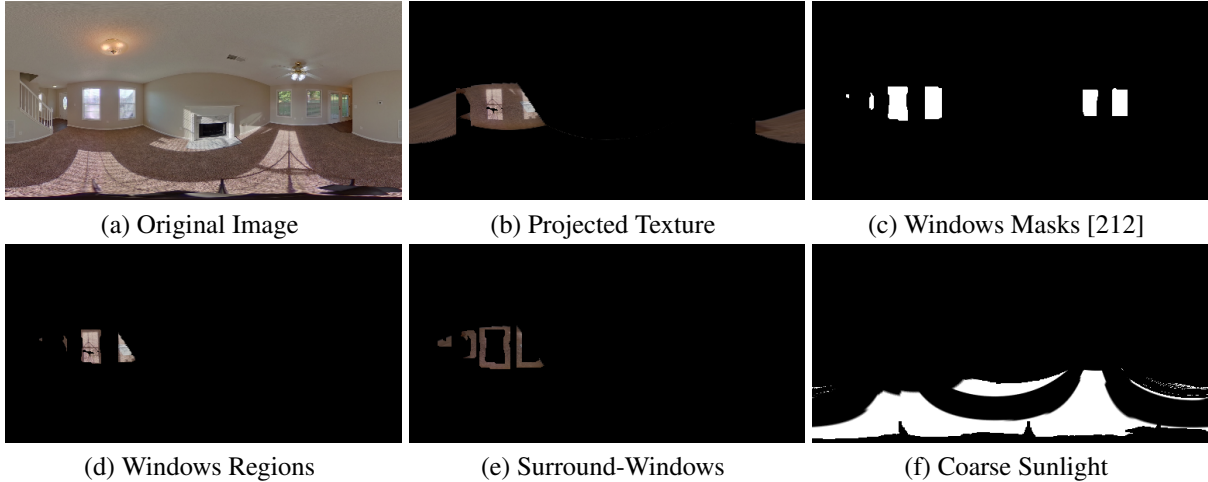 (a) Original Image
(b) Projected Texture
(c) Windows Masks [212]
(d) Windows Regions
(e) Surround-Windows
(f) Coarse Sunlight